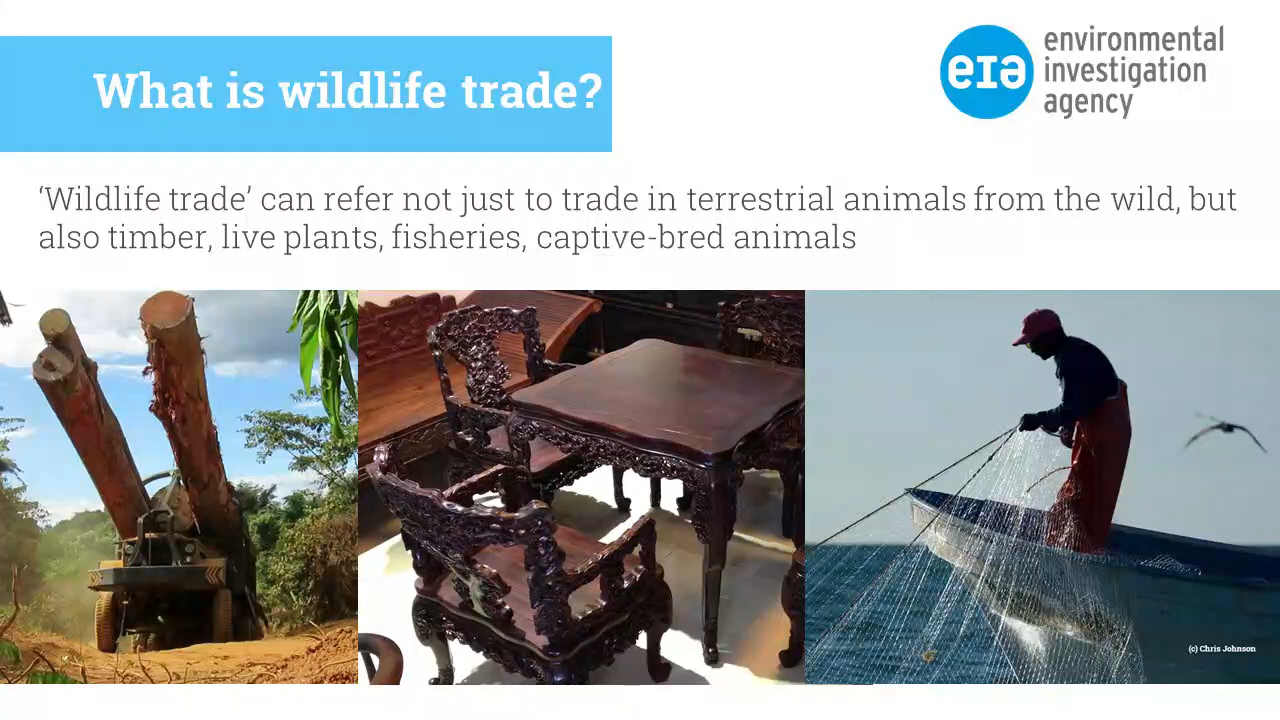 What is wildlife trade?
eia
environmental
investigation
agency
‘Wildlife trade’ can refer not just to trade in terrestrial animals from the wild, but
also timber, live plants, fisheries, captive-bred animals
(c) Chris Johnson